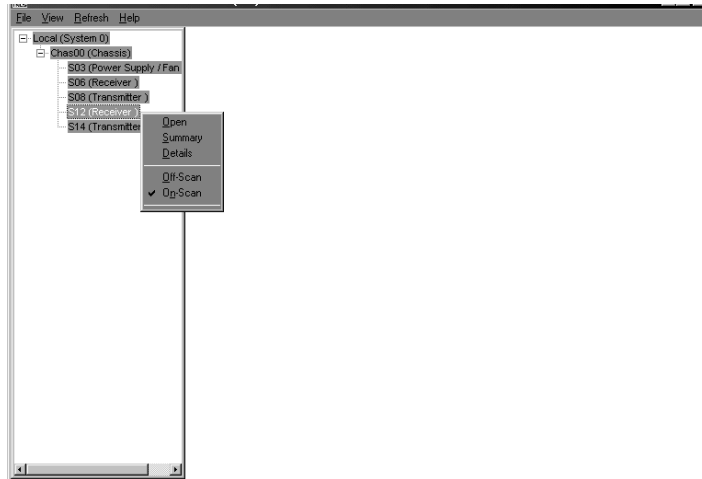 File View Refresh Help
Local (System 0)
Chas00 (Chassis)
S03 (Power Supply / Fan
S06 (Receiver )
S08 (Transmitter )
S12 (Receiver )
S14 (Transmitter
Open
Summary
Details
Off-Scan
On-Scan